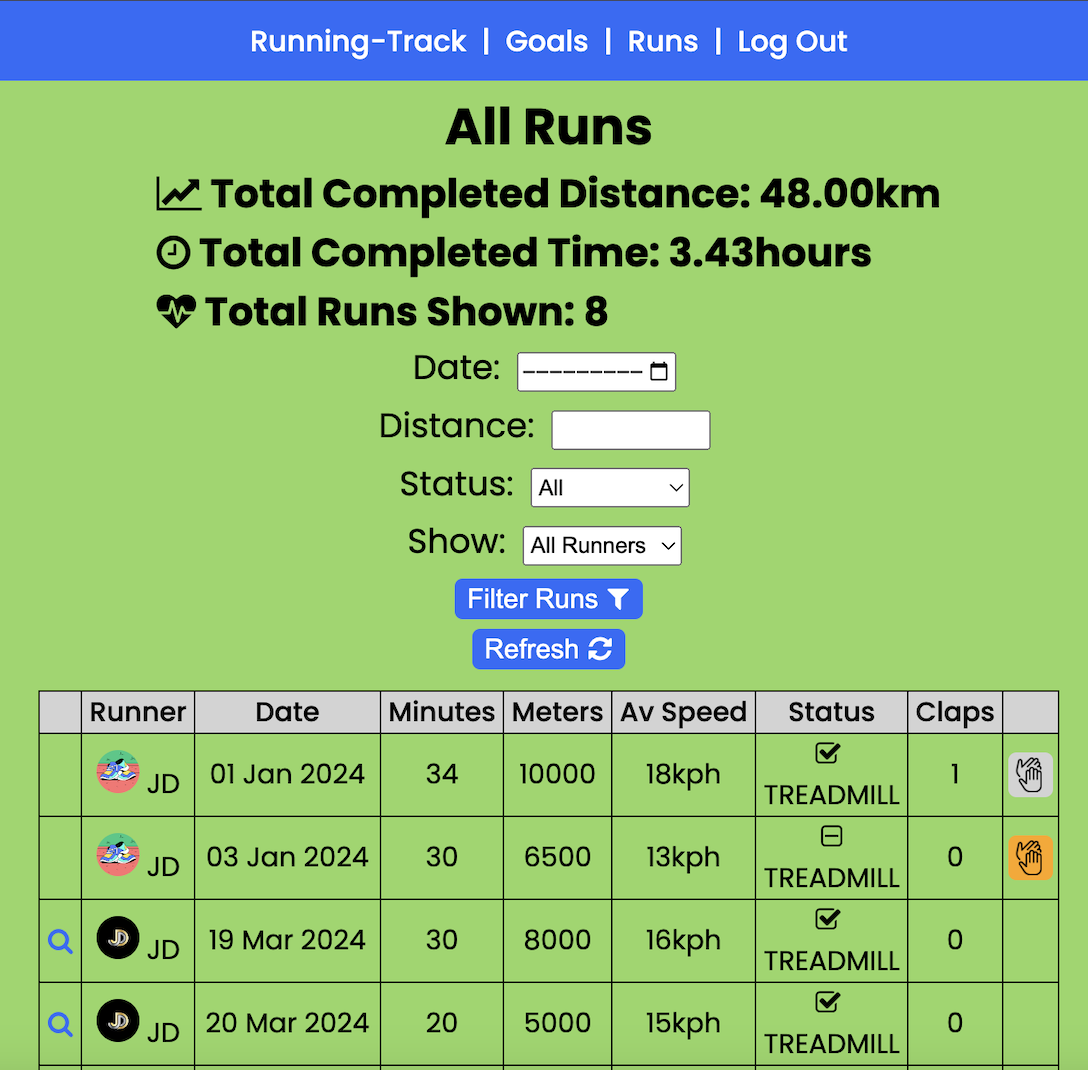 Running-Track | Goals | Runs | Log Out
All Runs
Total Completed Distance: 48.00km
Total Completed Time: 3.43hours
Total Runs Shown: 8
Date: ---------
Distance:
Status: All
Show: All Runners
Filter Runs
Refresh
Runner Date Minutes Meters Av Speed Status Claps
JD 01 Jan 2024 34 10000 18kph TREADMILL 1
JD 03 Jan 2024 30 6500 13kph TREADMILL 0
JD JD 19 Mar 2024 30 8000 16kph TREADMILL 0
JD JD 20 Mar 2024 20 5000 15kph TREADMILL 0